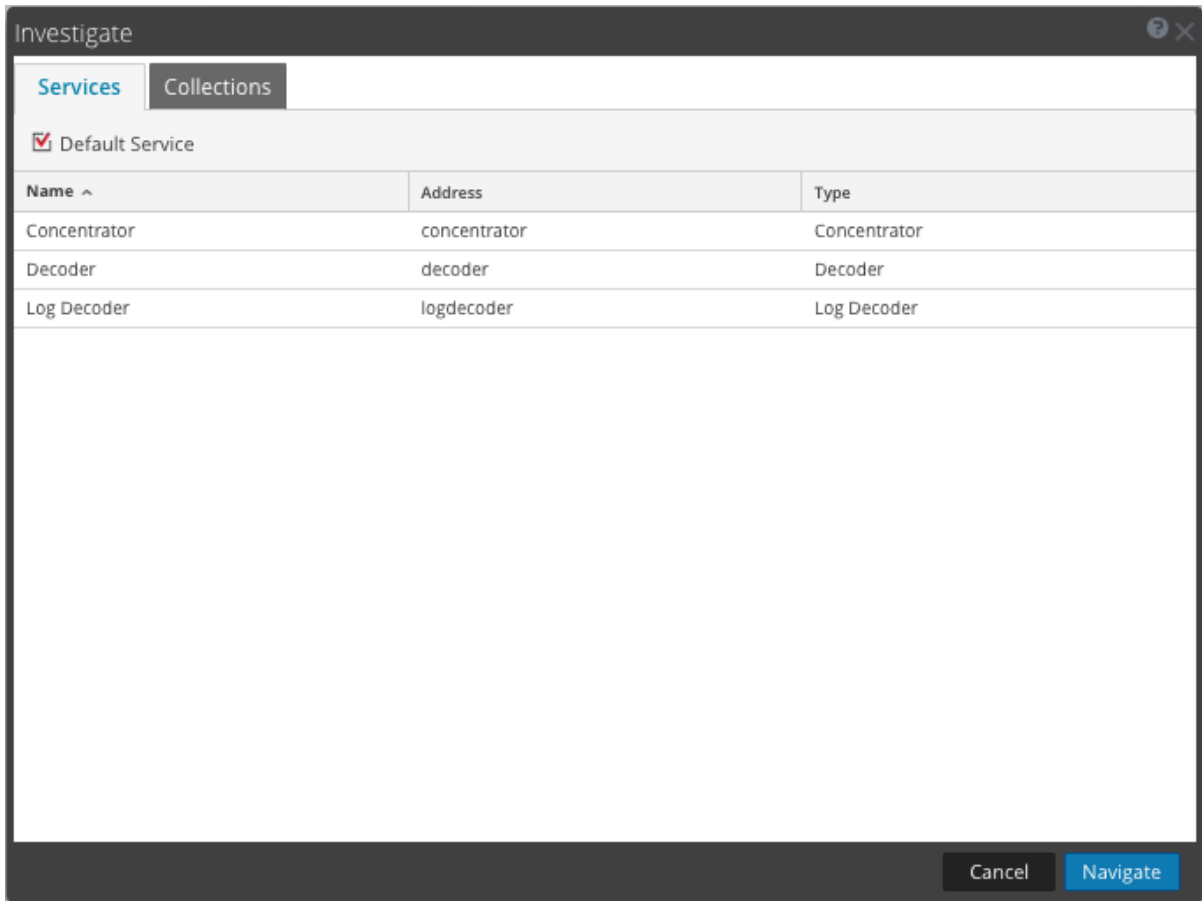 Investigate
Services Collections
Default Service
Name Address Type
Concentrator concentrator Concentrator
Decoder decoder Decoder
Log Decoder logdecoder Log Decoder
Cancel Navigate